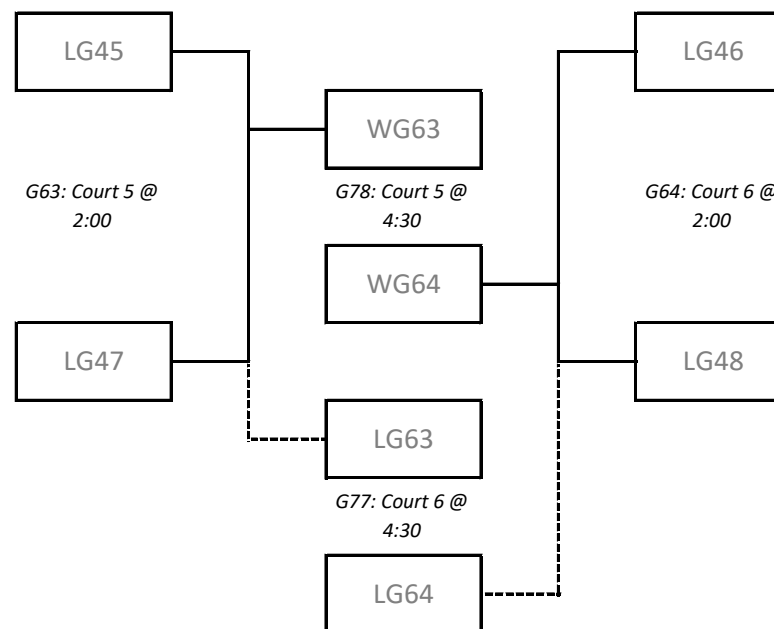 LG45
LG46
WG63
G63: Court 5 @
2:00
G78: Court 5 @
4:30
G64: Court 6 @
2:00
WG64
LG47
LG48
LG63
G77: Court 6 @
4:30
LG64